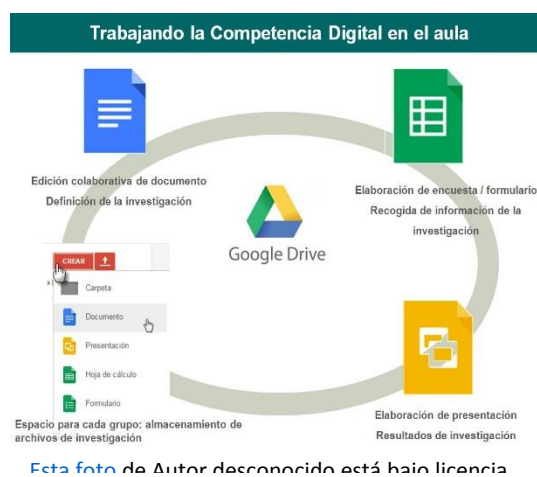 Trabajando la Competencia Digital en el aula
Edición colaborativa de documento
Definición de la investigación
Elaboración de encuesta / formulario
Recogida de información de la
investigación
Google Drive
CREAR
Carpeta
Documento
Presentación
Hoja de cálculo
Formulario
Espacio para cada grupo: almacenamiento de
archivos de investigación
Elaboración de presentación
Resultados de investigación
Esta foto de Autor desconocido está bajo licencia